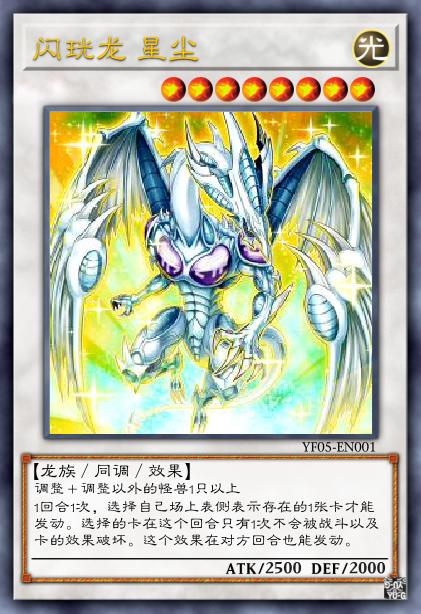 闪珖龙 星尘
光
YF05-EN001
【龙族/同调/效果】
调整+调整以外的怪兽1只以上
1回合1次，选择自己场上表侧表示存在的1张卡才能
发动。选择的卡在这个回合只有1次不会被战斗以及
卡的效果破坏。这个效果在对方回合也能发动。
ATK/2500 DEF/2000